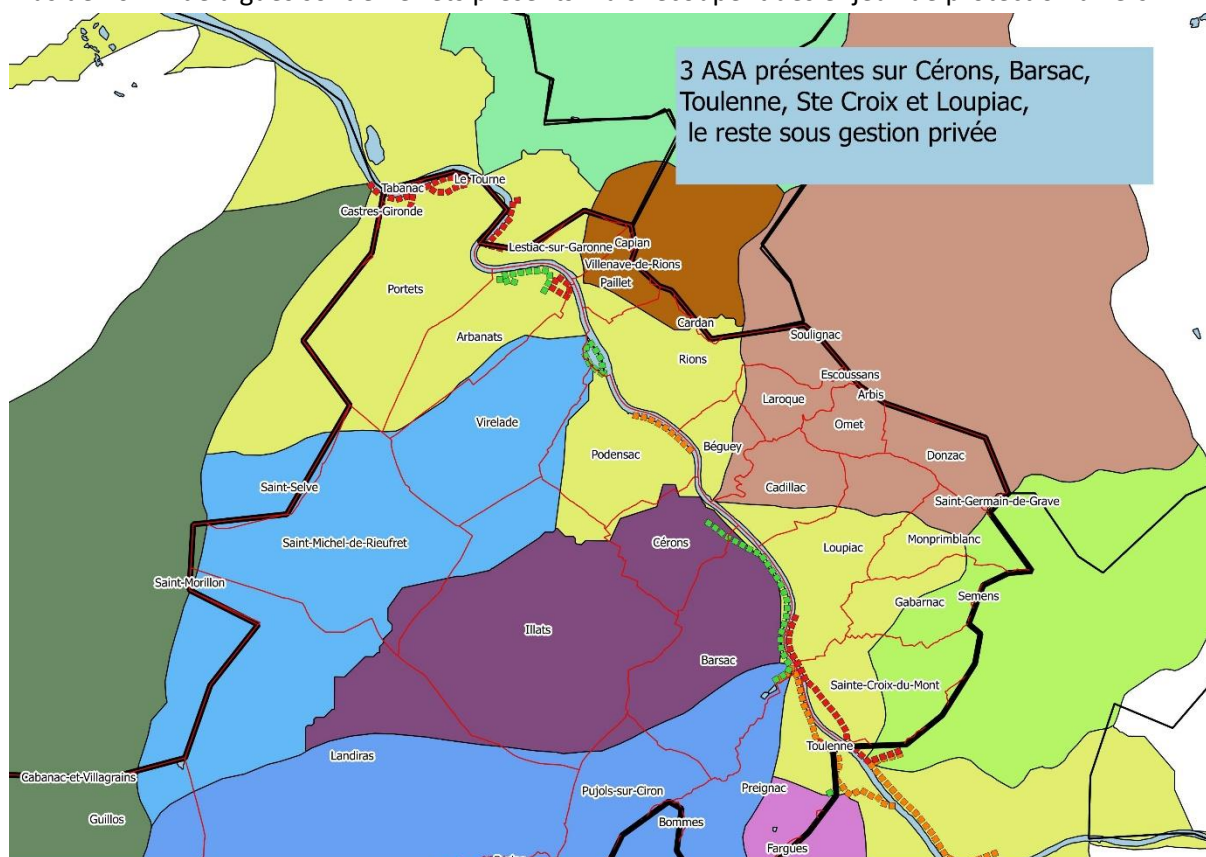 3 ASA présentes sur Cérons, Barsac,
Toulenne, Ste Croix et Loupiac,
le reste sous gestion privée
Tabanac
Le Tourne
Castres-Gironde
Lestiac-sur-Garonne
Capian
Villenave-de-Rions
Paillet
Portets
Cardan
Arbanats
Soulignac
Rions
Escoussans
Laroque
Arbis
Omet
Virelade
Béguey
Podensac
Donzac
Cadillac
Saint-Selve
Saint-Germain-de-Grave
Saint-Michel-de-Rieufret
Cérons
Loupiac
Monprimblanc
Saint-Morillon
Semens
Gabarnac
Illats
Barsac
Sainte-Croix-du-Mont
Toulenne
Landiras
Cabanac-et-Villagrains
Pujols-sur-Ciron
Preignac
Guillos
Bommes
Fargues